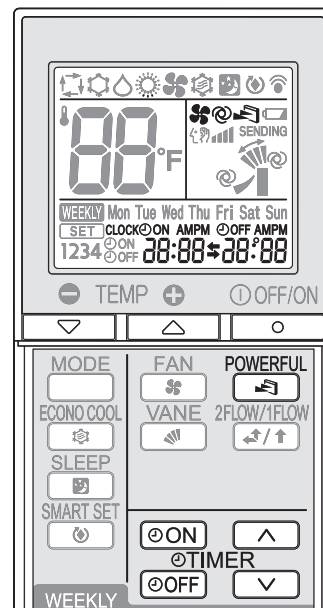 88°F
SENDING
WEEKLY Mon Tue Wed Thu Fri Sat Sun
SET CLOCK ON AMPM OFF AMPM
1234 ON OFF 88:88 88:88
TEMP OFF/ON
MODE FAN POWERFUL
ECONO COOL VANE 2FLOW/1FLOW
SLEEP
SMART SET
ON
TIMER
OFF
WEEKLY